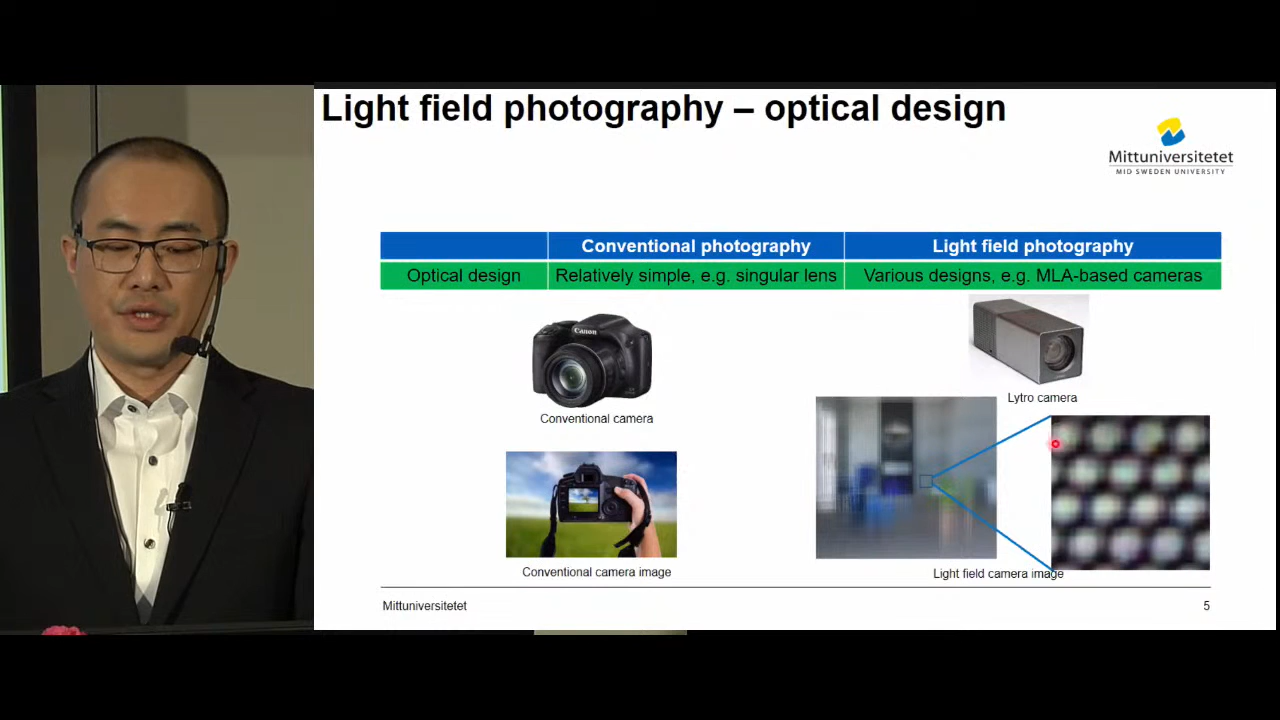 Light field photography – optical design
Mittuniversitetet
MID SWEDEN UNIVERSITY
Conventional photography
Light field photography
Optical design
Relatively simple, e.g. singular lens
Various designs, e.g. MLA-based cameras
Canon
Conventional camera
Lytro camera
Conventional camera image
Light field camera image
Mittuniversitetet
5